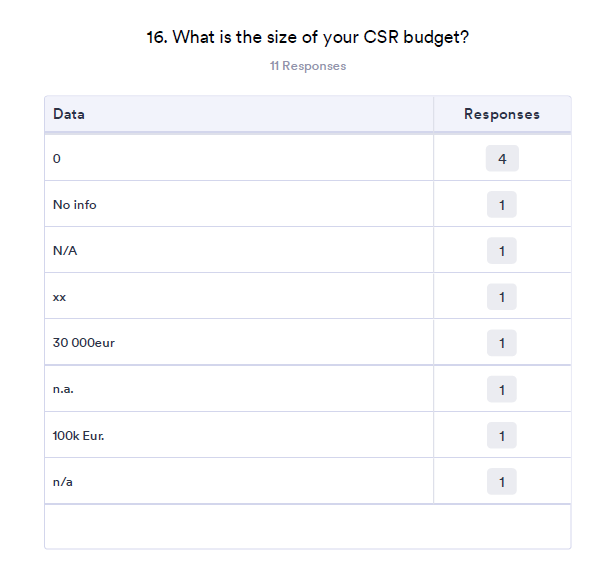 16. What is the size of your CSR budget?
11 Responses
Data Responses
0 4
No info 1
N/A 1
xx 1
30 000eur 1
n.a. 1
100k Eur. 1
n/a 1